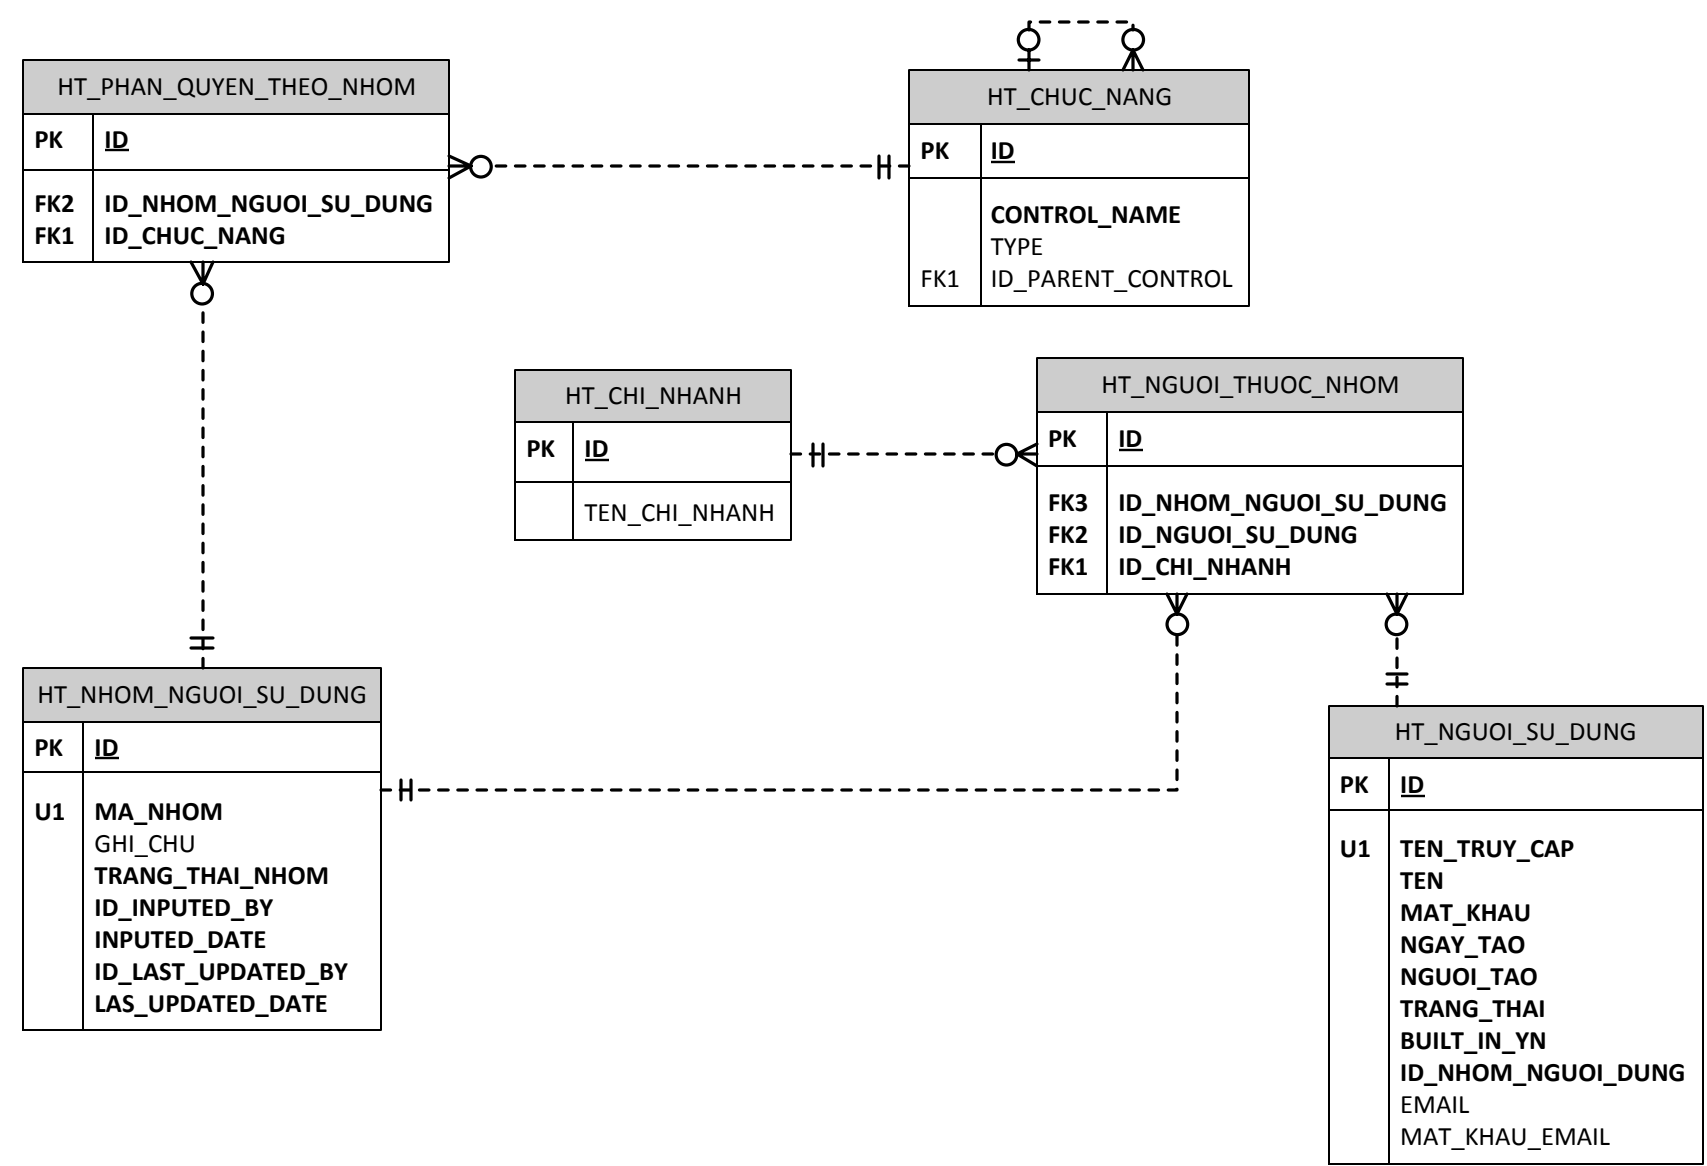 HT_PHAN_QUYEN_THEO_NHOM
PK ID
FK2 ID_NHOM_NGUOI_SU_DUNG
FK1 ID_CHUC_NANG
HT_CHUC_NANG
PK ID
CONTROL_NAME
TYPE
FK1 ID_PARENT_CONTROL
HT_CHI_NHANH
PK ID
TEN_CHI_NHANH
HT_NGUOI_THUOC_NHOM
PK ID
FK3 ID_NHOM_NGUOI_SU_DUNG
FK2 ID_NGUOI_SU_DUNG
FK1 ID_CHI_NHANH
HT_NHOM_NGUOI_SU_DUNG
PK ID
U1 MA_NHOM
GHI_CHU
TRANG_THAI_NHOM
ID_INPUTED_BY
INPUTED_DATE
ID_LAST_UPDATED_BY
LAS_UPDATED_DATE
HT_NGUOI_SU_DUNG
PK ID
U1 TEN_TRUY_CAP
TEN
MAT_KHAU
NGAY_TAO
NGUOI_TAO
TRANG_THAI
BUILT_IN_YN
ID_NHOM_NGUOI_DUNG
EMAIL
MAT_KHAU_EMAIL